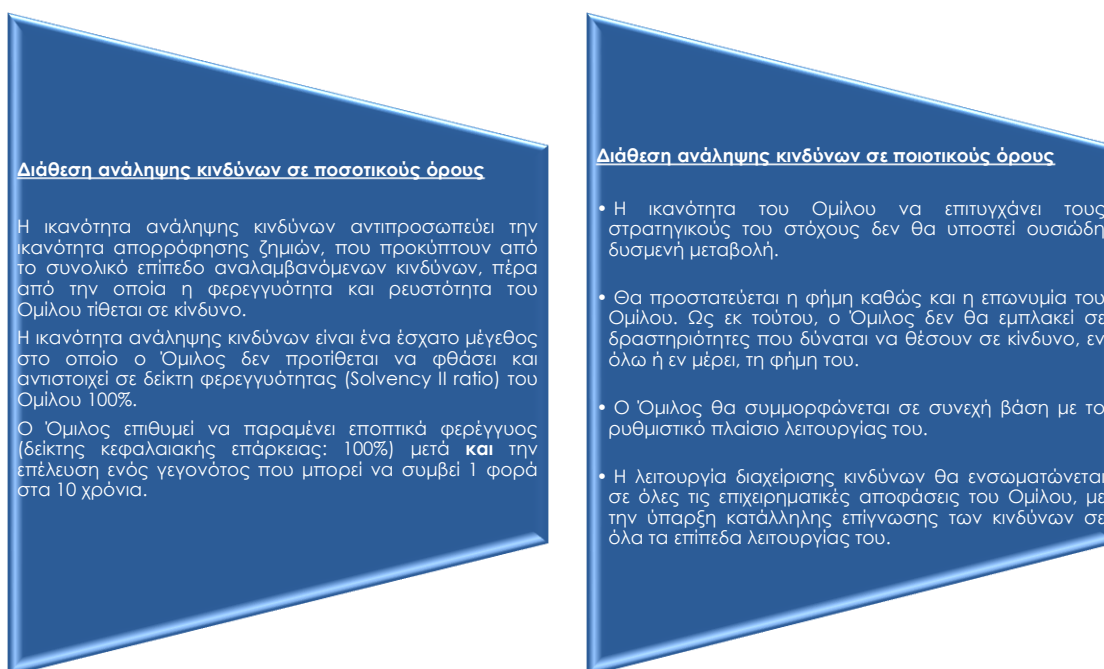 Διάθεση ανάληψης κινδύνων σε ποσοτικούς όρους
Η ικανότητα ανάληψης κινδύνων αντιπροσωπεύει την
ικανότητα απορρόφησης ζημιών, που προκύπτουν από
το συνολικό επίπεδο αναλαμβανόμενων κινδύνων, πέρα
από την οποία η φερεγγυότητα και ρευστότητα του
Ομίλου τίθεται σε κίνδυνο.
Η ικανότητα ανάληψης κινδύνων είναι ένα έσχατο μέγεθος
στο οποίο ο Όμιλος δεν προτίθεται να φθάσει και
αντιστοιχεί σε δείκτη φερεγγυότητας (Solvency II ratio) του
Ομίλου 100%.
Ο Όμιλος επιθυμεί να παραμένει εποπτικά φερέγγυος
(δείκτης κεφαλαιακής επάρκειας: 100%) μετά και την
επέλευση ενός γεγονότος που μπορεί να συμβεί 1 φορά
στα 10 χρόνια.
Διάθεση ανάληψης κινδύνων σε ποιοτικούς όρους
• Η ικανότητα του Ομίλου να επιτυγχάνει τους
στρατηγικούς του στόχους δεν θα υποστεί ουσιώδη
δυσμενή μεταβολή.
• Θα προστατεύεται η φήμη καθώς και η επωνυμία του
Ομίλου. Ως εκ τούτου, ο Όμιλος δεν θα εμπλακεί σε
δραστηριότητες που δύναται να θέσουν σε κίνδυνο, εν
όλω ή εν μέρει, τη φήμη του.
• Ο Όμιλος θα συμμορφώνεται σε συνεχή βάση με το
ρυθμιστικό πλαίσιο λειτουργίας του.
• Η λειτουργία διαχείρισης κινδύνων θα ενσωματώνεται
σε όλες τις επιχειρηματικές αποφάσεις του Ομίλου, με
την ύπαρξη κατάλληλης επίγνωσης των κινδύνων σε
όλα τα επίπεδα λειτουργίας του.